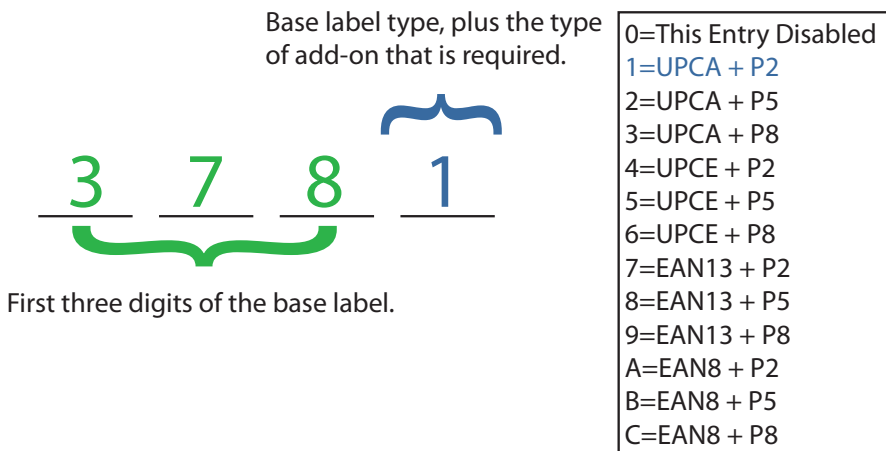 Base label type, plus the type
of add-on that is required.
3 7 8 1
First three digits of the base label.
0=This Entry Disabled
1=UPCA + P2
2=UPCA + P5
3=UPCA + P8
4=UPCE + P2
5=UPCE + P5
6=UPCE + P8
7=EAN13 + P2
8=EAN13 + P5
9=EAN13 + P8
A=EAN8 + P2
B=EAN8 + P5
C=EAN8 + P8